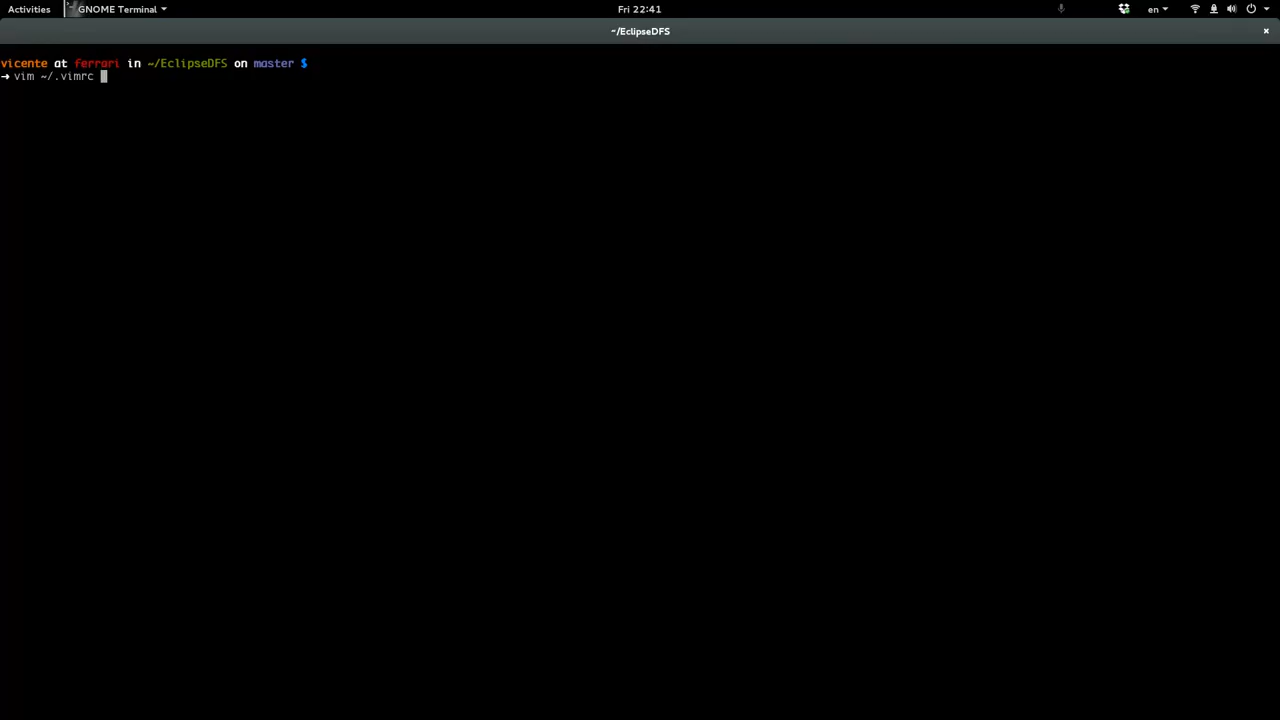 Activities GNOME Terminal Fri 22:41 en
~/EclipseDFS ×
vicente at ferrari in ~/EclipseDFS on master $
➜ vim ~/.vimrc